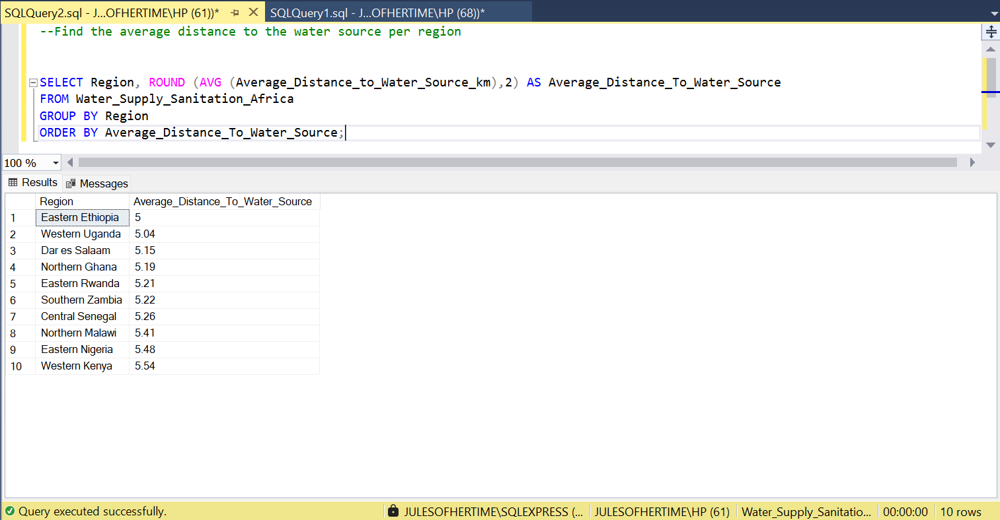 SQLQuery2.sql - J...OFHERTIME\HP (61))* SQLQuery1.sql - J...OFHERTIME\HP (68))*
--Find the average distance to the water source per region
SELECT Region, ROUND (AVG (Average_Distance_to_Water_Source_km),2) AS Average_Distance_To_Water_Source
FROM Water_Supply_Sanitation_Africa
GROUP BY Region
ORDER BY Average_Distance_To_Water_Source;
100 %
Results Messages
Region Average_Distance_To_Water_Source
1 Eastern Ethiopia 5
2 Western Uganda 5.04
3 Dar es Salaam 5.15
4 Northern Ghana 5.19
5 Eastern Rwanda 5.21
6 Southern Zambia 5.22
7 Central Senegal 5.26
8 Northern Malawi 5.41
9 Eastern Nigeria 5.48
10 Western Kenya 5.54
Query executed successfully. JULESOFHERTIME\SQLEXPRESS (... JULESOFHERTIME\HP (61) Water_Supply_Sanitatio... 00:00:00 10 rows